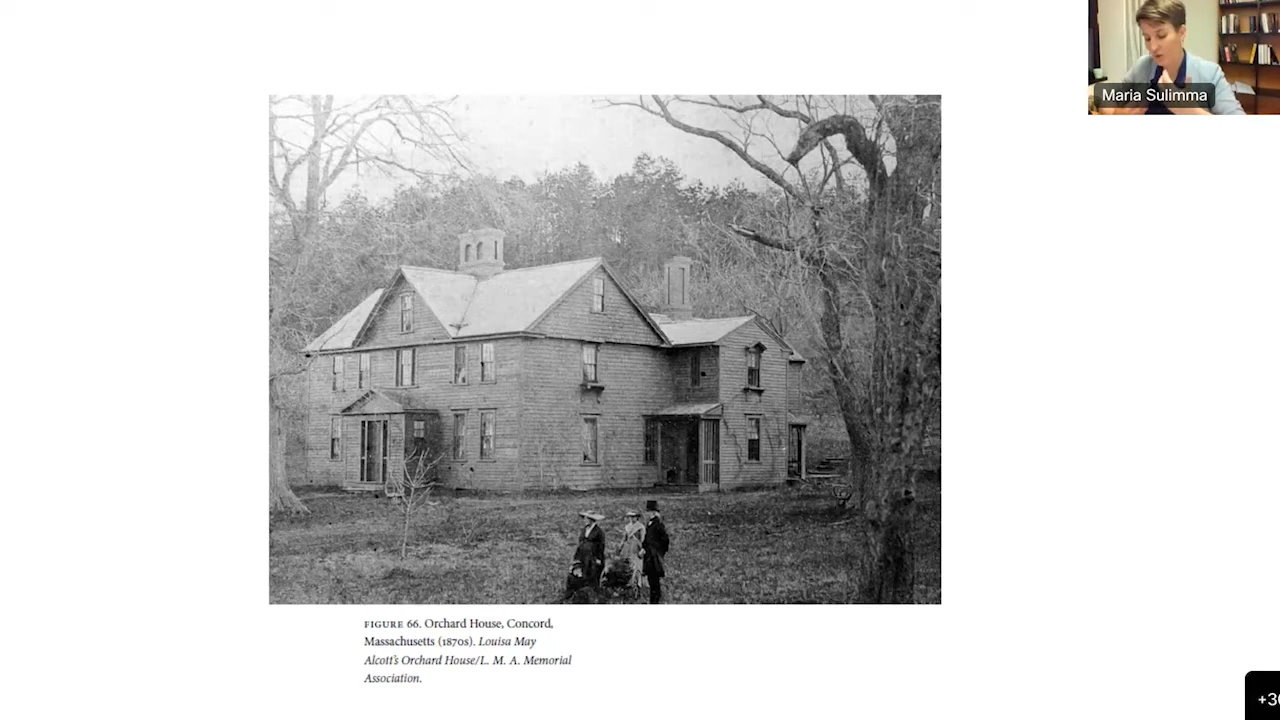 Maria Sulimma
FIGURE 66. Orchard House, Concord,
Massachusetts (1870s). Louisa May
Alcott's Orchard House/L. M. A. Memorial
Association.